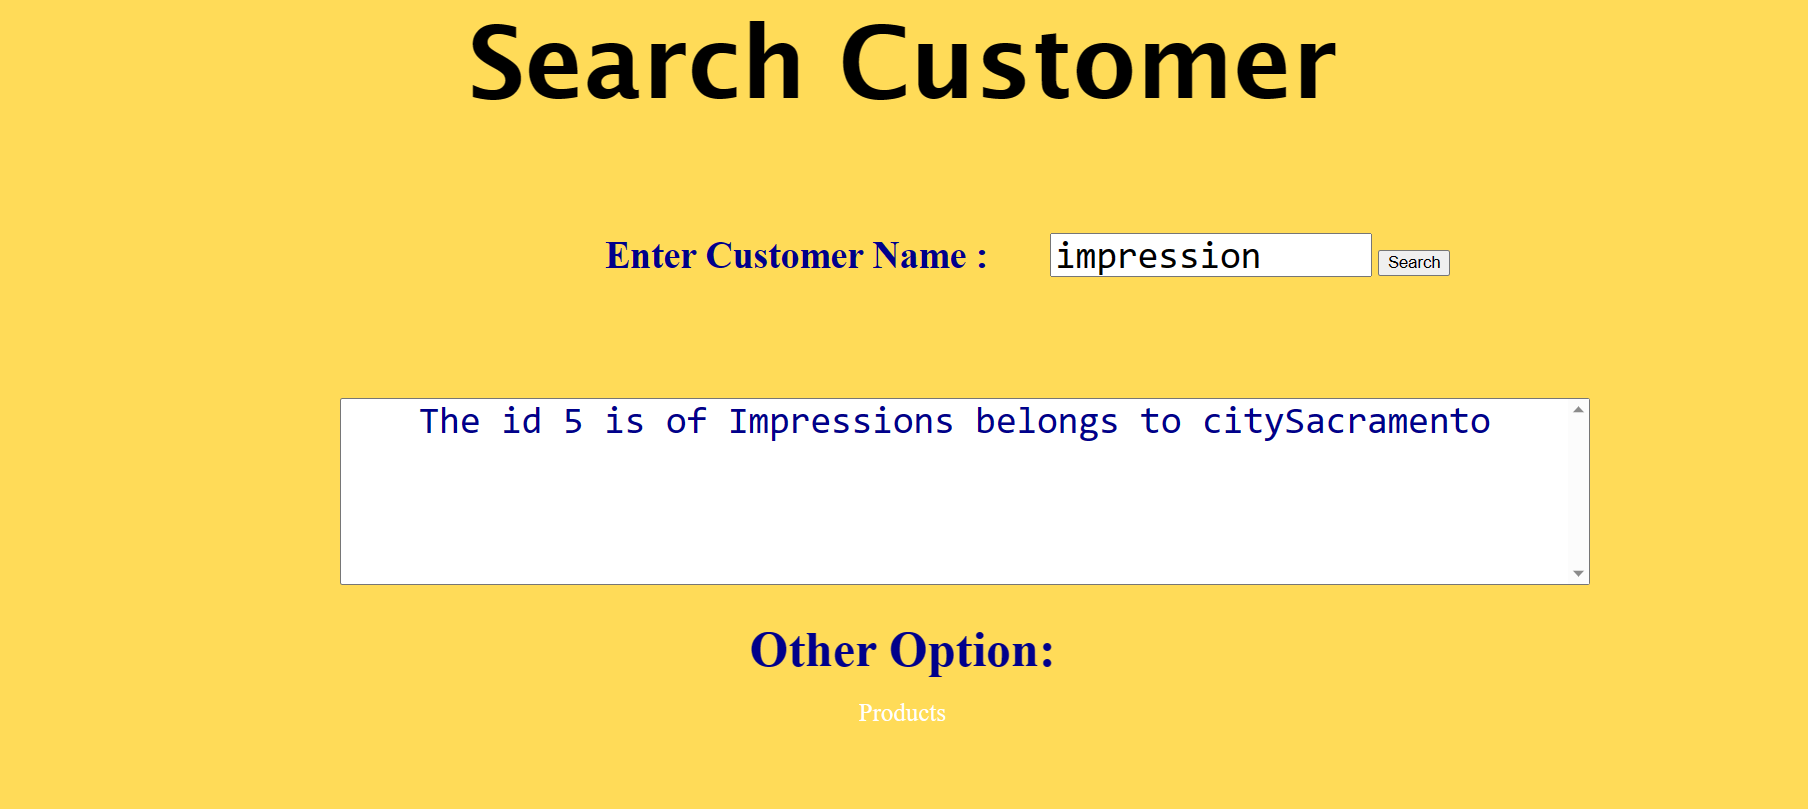 Search Customer
Enter Customer Name : impression Search
The id 5 is of Impressions belongs to citySacramento
Other Option:
Products